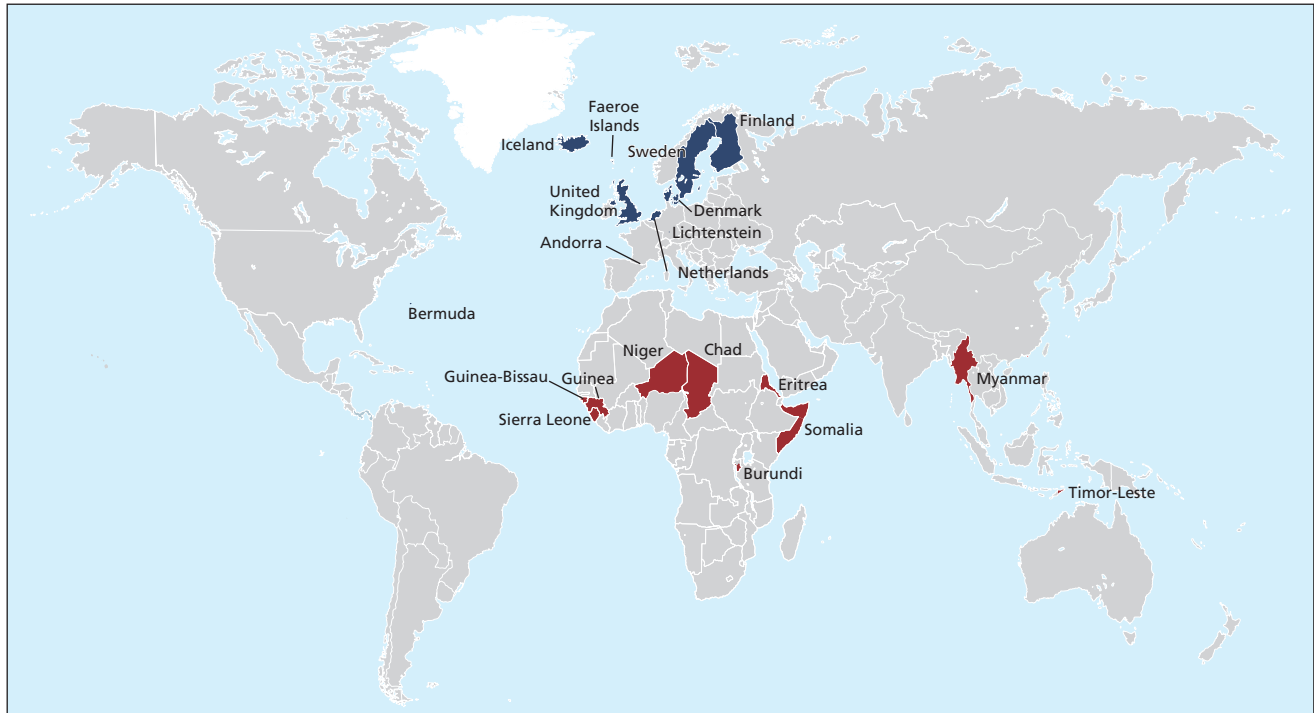 Faeroe
Islands
Finland
Iceland
Sweden
United
Kingdom
Denmark
Lichtenstein
Andorra
Netherlands
Bermuda
Niger
Chad
Guinea-Bissau
Guinea
Eritrea
Myanmar
Sierra Leone
Somalia
Burundi
Timor-Leste